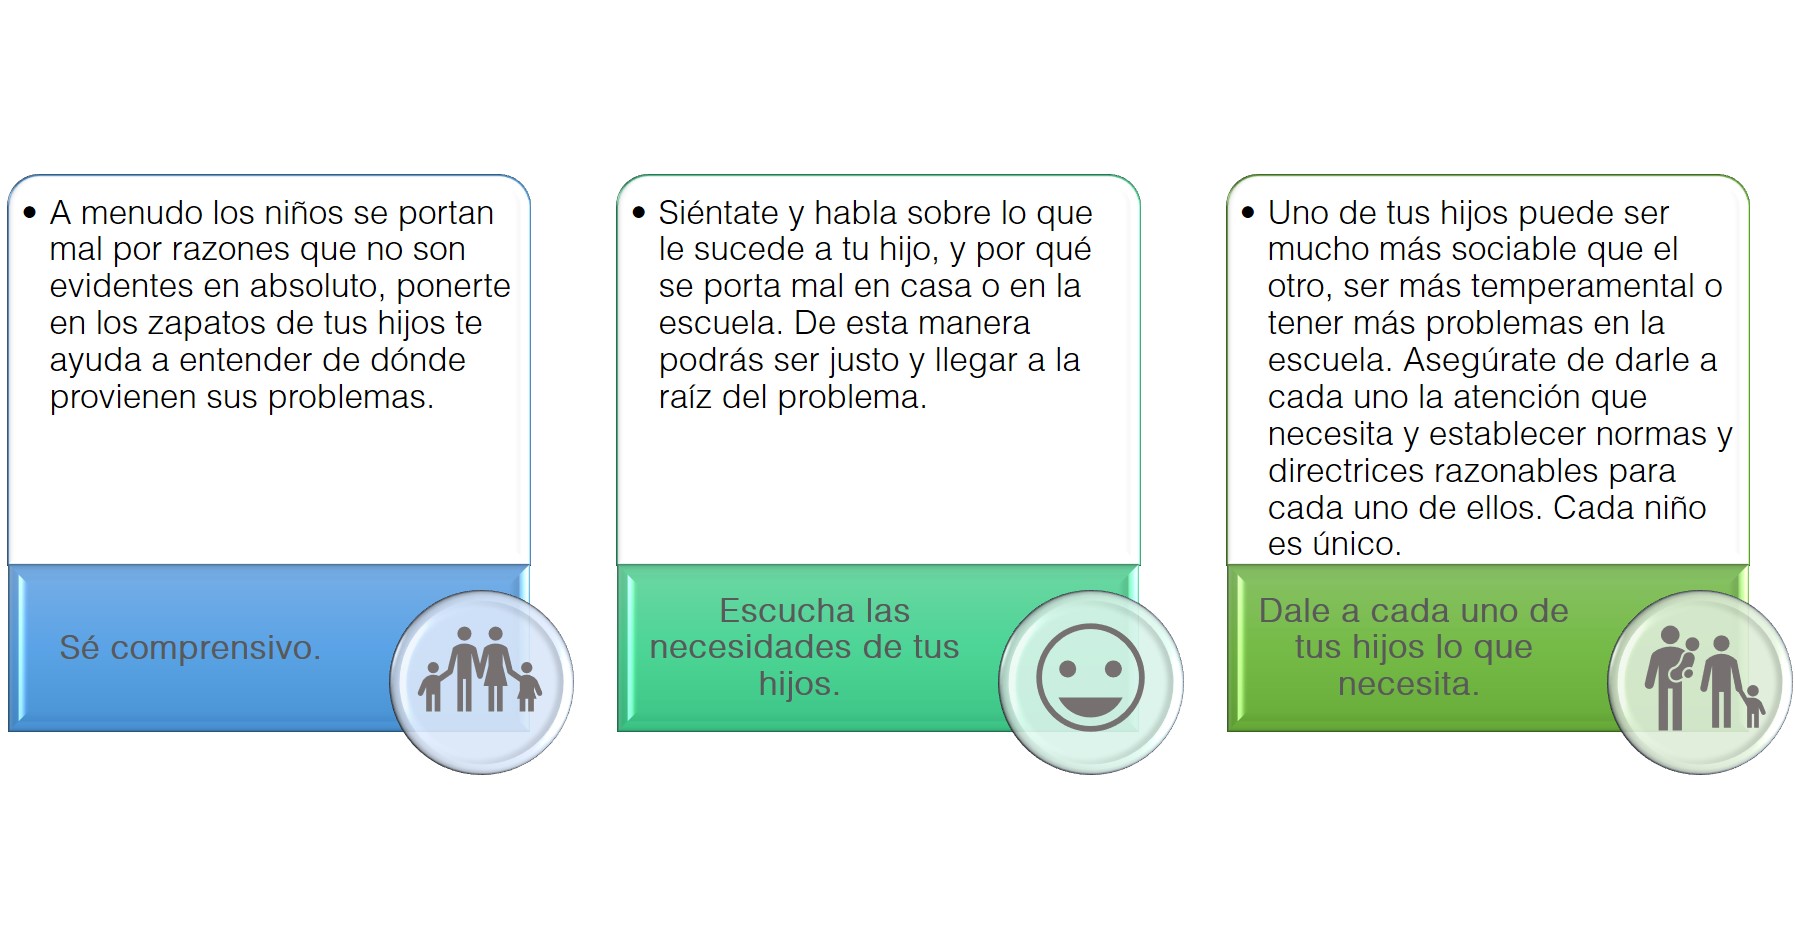 • A menudo los niños se portan
mal por razones que no son
evidentes en absoluto, ponerte
en los zapatos de tus hijos te
ayuda a entender de dónde
provienen sus problemas.
Sé comprensivo.
• Siéntate y habla sobre lo que
le sucede a tu hijo, y por qué
se porta mal en casa o en la
escuela. De esta manera
podrás ser justo y llegar a la
raíz del problema.
Escucha las
necesidades de tus
hijos.
• Uno de tus hijos puede ser
mucho más sociable que el
otro, ser más temperamental o
tener más problemas en la
escuela. Asegúrate de darle a
cada uno la atención que
necesita y establecer normas y
directrices razonables para
cada uno de ellos. Cada niño
es único.
Dale a cada uno de
tus hijos lo que
necesita.